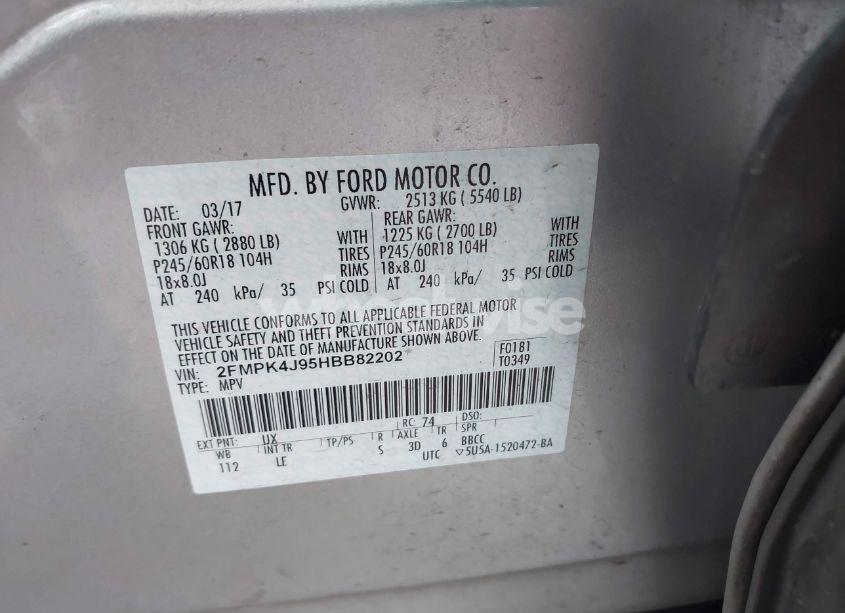 MFD. BY FORD MOTOR CO.
DATE: 03/17 GVWR: 2513 KG ( 5540 LB)
FRONT GAWR: REAR GAWR:
1306 KG ( 2880 LB) WITH 1225 KG ( 2700 LB) WITH
P245/60R18 104H TIRES P245/60R18 104H TIRES
18x8.0J RIMS 18x8.0J RIMS
AT 240 kPa/ 35 PSI COLD AT 240 kPa/ 35 PSI COLD
THIS VEHICLE CONFORMS TO ALL APPLICABLE FEDERAL MOTOR
VEHICLE SAFETY AND THEFT PREVENTION STANDARDS IN
EFFECT ON THE DATE OF MANUFACTURE SHOWN ABOVE.
VIN: 2FMPK4J95HBB82202 F0181
TYPE: MPV T0349
EXT PNT: UX RC: 74 DSO:
WB INT TR TP/PS R AXLE TR SPR
112 LE S 3D 6 BBCC
UTC ▽5U5A-1520472-BA